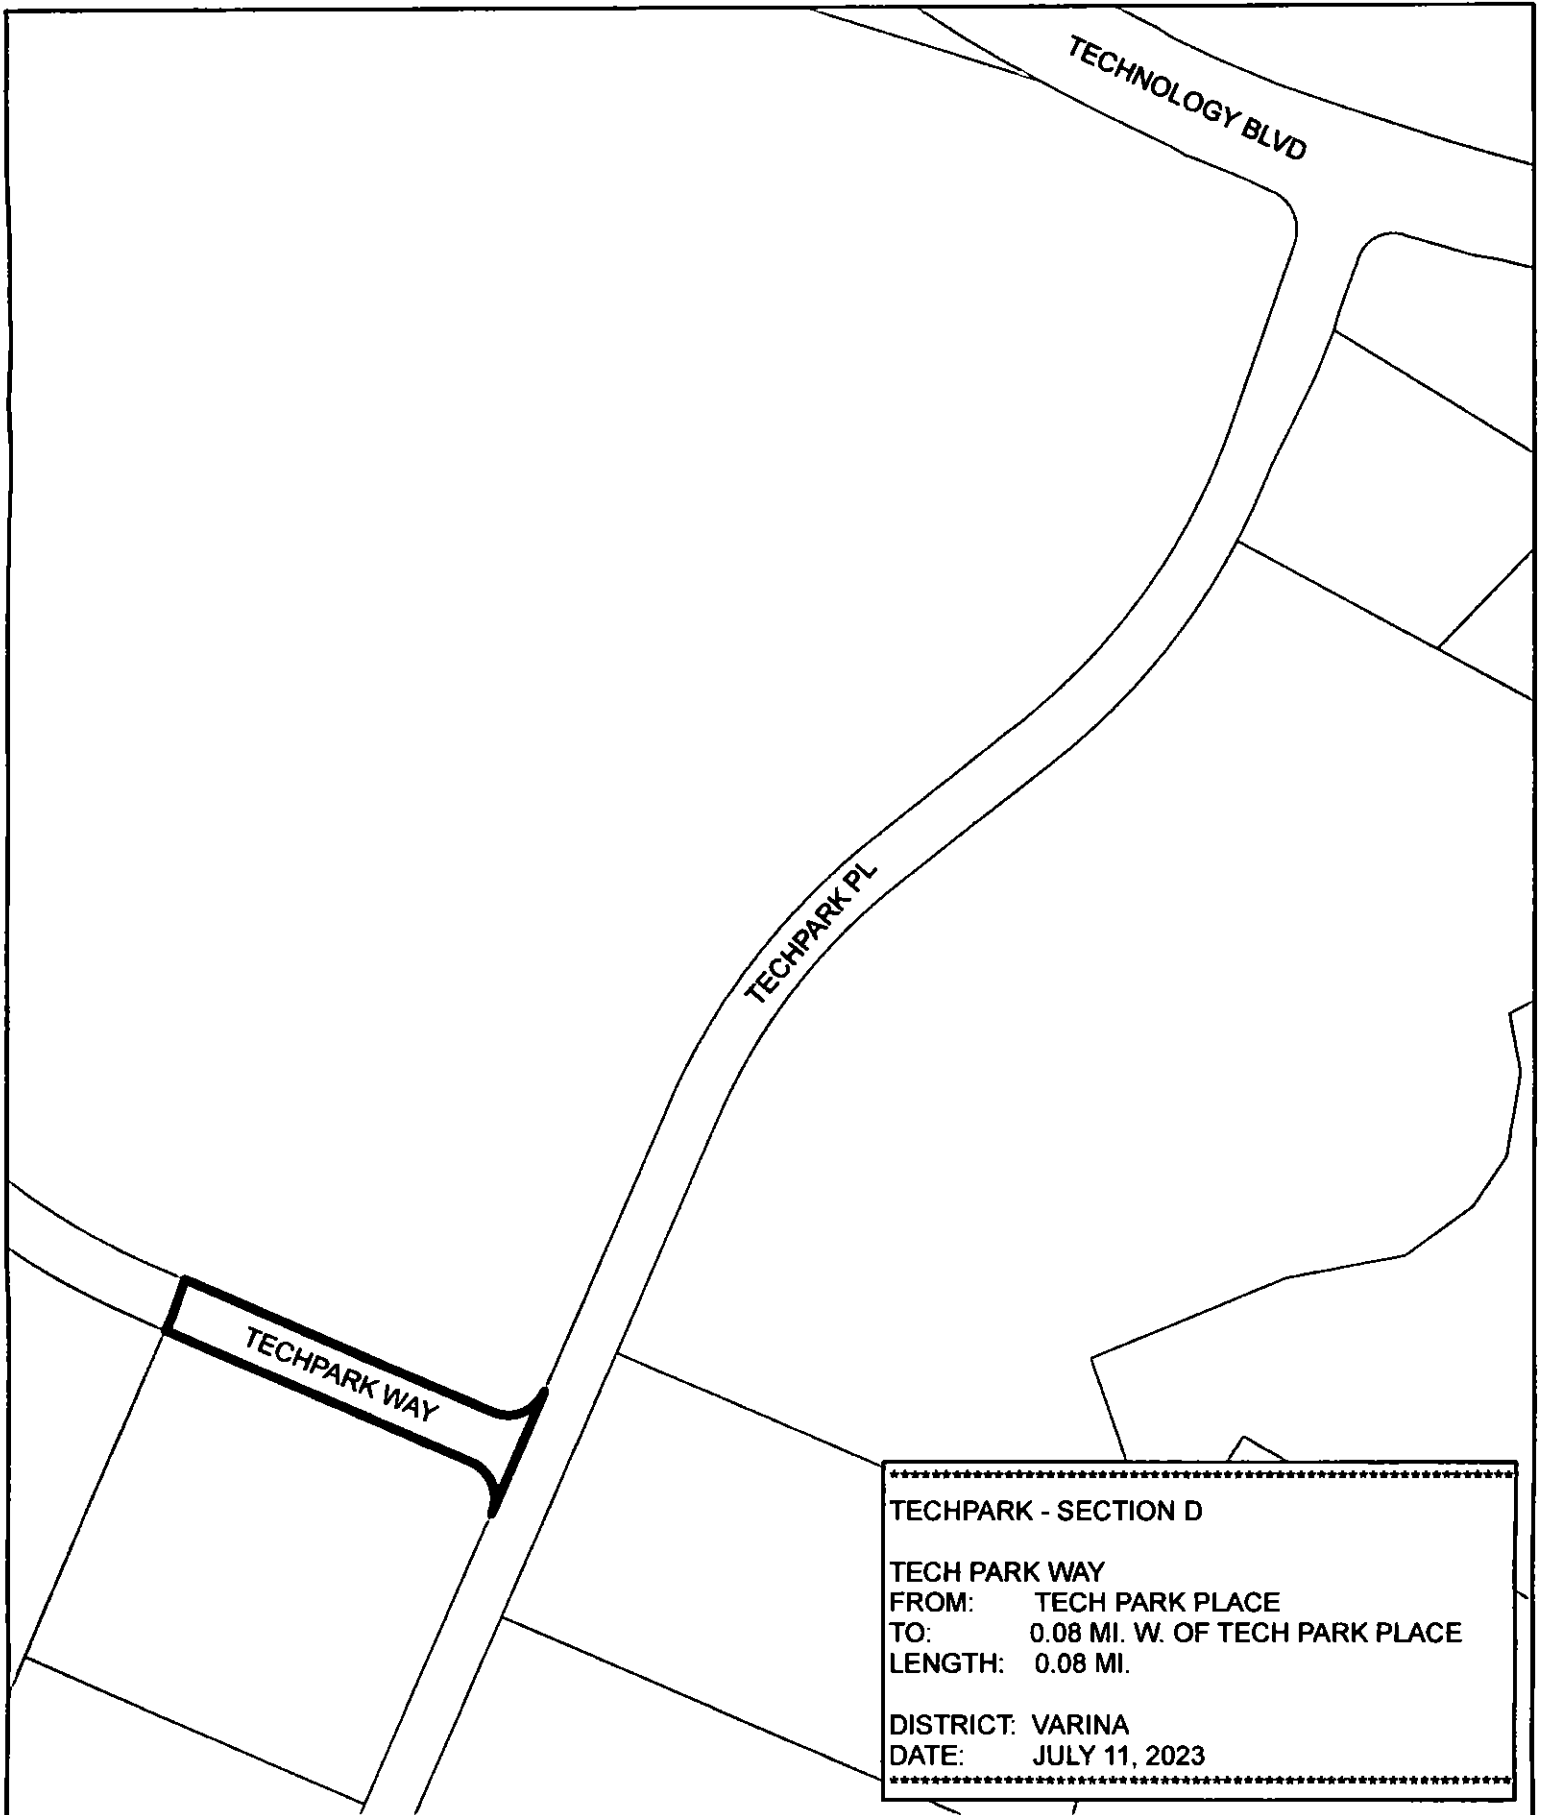 TECHNOLOGY BLVD
TECHPARK PL
TECHPARK WAY
TECHPARK - SECTION D
TECH PARK WAY
FROM: TECH PARK PLACE
TO: 0.08 MI. W. OF TECH PARK PLACE
LENGTH: 0.08 MI.
DISTRICT: VARINA
DATE: JULY 11, 2023